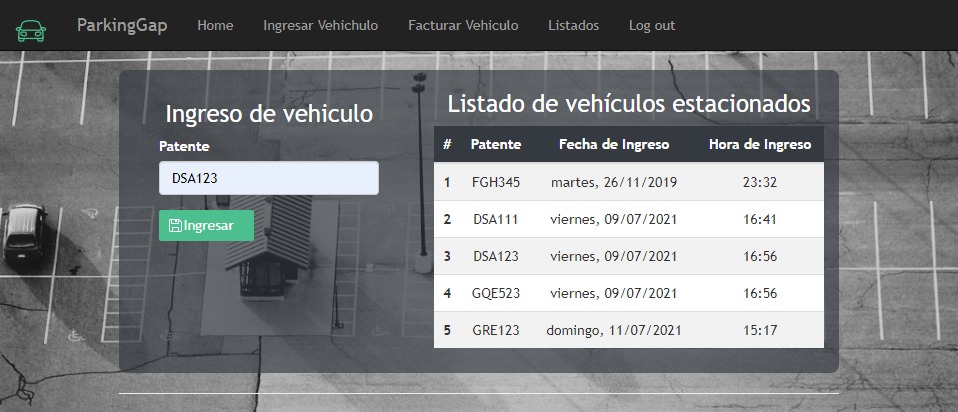 ParkingGap Home Ingresar Vehichulo Facturar Vehiculo Listados Log out
Ingreso de vehiculo
Patente
DSA123
Ingresar
Listado de vehículos estacionados
# Patente Fecha de Ingreso Hora de Ingreso
1 FGH345 martes, 26/11/2019 23:32
2 DSA111 viernes, 09/07/2021 16:41
3 DSA123 viernes, 09/07/2021 16:56
4 GQE523 viernes, 09/07/2021 16:56
5 GRE123 domingo, 11/07/2021 15:17